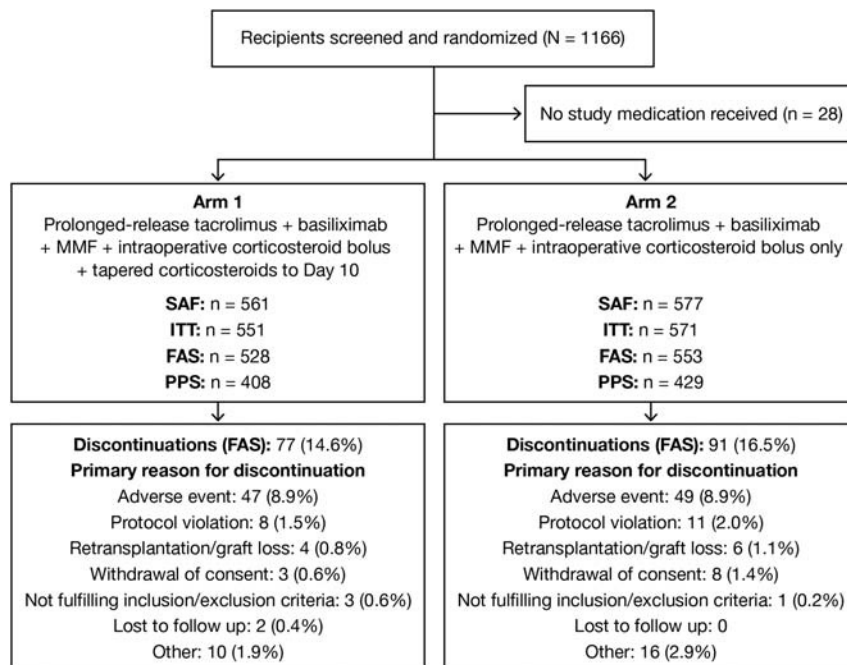 Recipients screened and randomized (N = 1166)
No study medication received (n = 28)
Arm 1
Prolonged-release tacrolimus + basiliximab
+ MMF + intraoperative corticosteroid bolus
+ tapered corticosteroids to Day 10
SAF: n = 561
ITT: n = 551
FAS: n = 528
PPS: n = 408
Arm 2
Prolonged-release tacrolimus + basiliximab
+ MMF + intraoperative corticosteroid bolus only
SAF: n = 577
ITT: n = 571
FAS: n = 553
PPS: n = 429
Discontinuations (FAS): 77 (14.6%)
Primary reason for discontinuation
Adverse event: 47 (8.9%)
Protocol violation: 8 (1.5%)
Retransplantation/graft loss: 4 (0.8%)
Withdrawal of consent: 3 (0.6%)
Not fulfilling inclusion/exclusion criteria: 3 (0.6%)
Lost to follow up: 2 (0.4%)
Other: 10 (1.9%)
Discontinuations (FAS): 91 (16.5%)
Primary reason for discontinuation
Adverse event: 49 (8.9%)
Protocol violation: 11 (2.0%)
Retransplantation/graft loss: 6 (1.1%)
Withdrawal of consent: 8 (1.4%)
Not fulfilling inclusion/exclusion criteria: 1 (0.2%)
Lost to follow up: 0
Other: 16 (2.9%)